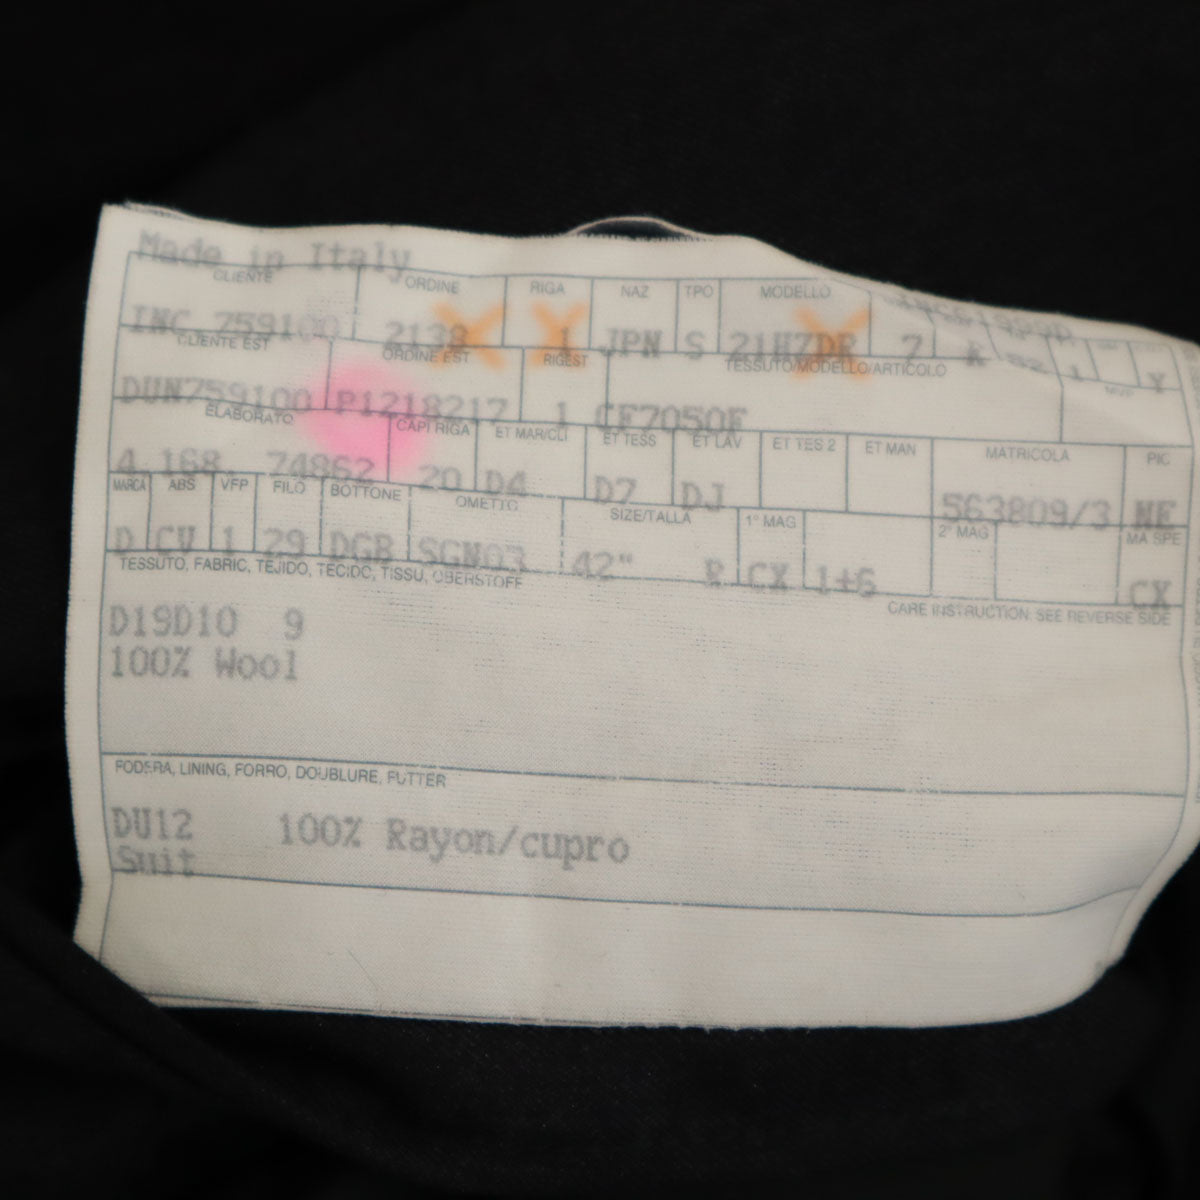 Made in Italy
CLIENTE ORDINE RIGA NAZ TPO MODELLO
INC 759100 2139 1 JPN S 21H7DR 7 R 52 1 Y
CLIENTE EST ORDINE EST RIGEST TESSUTO/MODELLO/ARTICOLO
DUN759100 P1218217 1 CF7050F
ELABORATO CAPI RIGA ET MAR/CLI ET TESS ET LAV ET TES 2 ET MAN MATRICOLA PIC
4.168. 74862 20 D4 D7 DJ 563809/3 NE
MARCA ABS VFP FILO BOTTONE OMETTO SIZE/TALLA 1° MAG 2° MAG MA SPE
D CU 1 29 DGR SGN03 42" R CX 1+6 CX
TESSUTO, FABRIC, TEJIDO, TECIDO, TISSU, OBERSTOFF CARE INSTRUCTION: SEE REVERSE SIDE
D19D10 9
100% Wool
FODERA, LINING, FORRO, DOUBLURE, FUTTER
DU12 100% Rayon/cupro
Suit